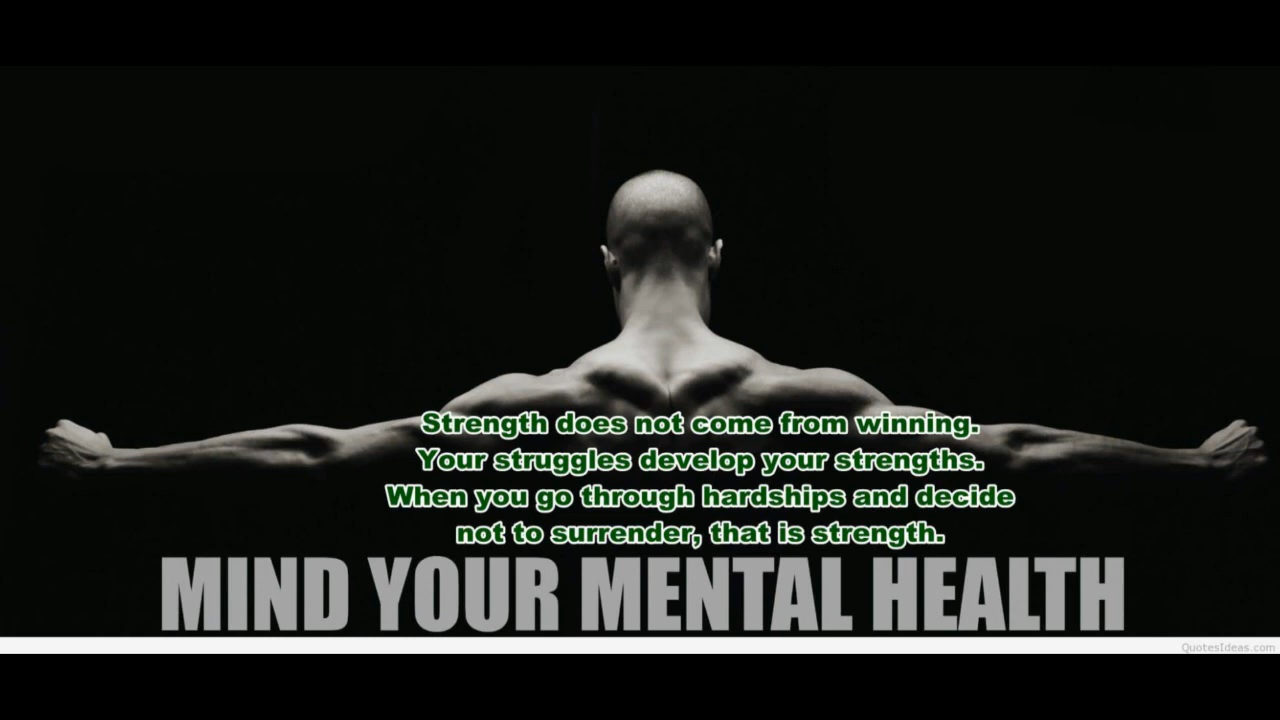 Strength does not come from winning.
Your struggles develop your strengths.
When you go through hardships and decide
not to surrender, that is strength.
MIND YOUR MENTAL HEALTH
QuotesIdeas.com